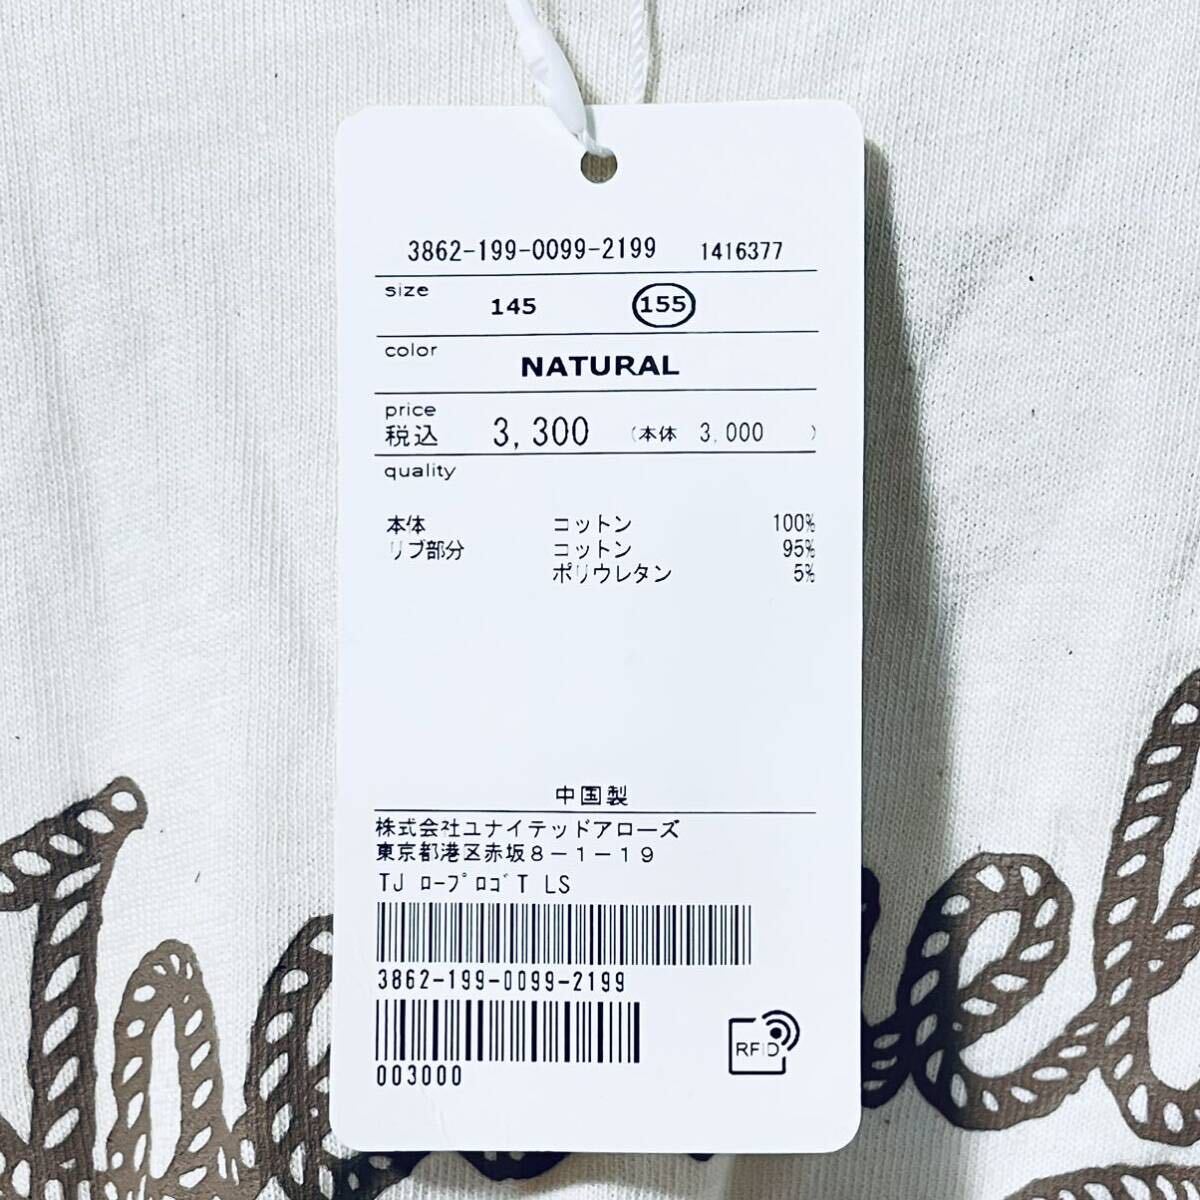 3862-199-0099-2199 1416377
size 145 155
color NATURAL
price
税込 3,300 (本体 3,000 )
quality
本体 コットン 100%
リブ部分 コットン 95%
ポリウレタン 5%
中国製
株式会社ユナイテッドアローズ
東京都港区赤坂8-1-19
TJ ロープロゴT LS
3862-199-0099-2199
003000
RFID